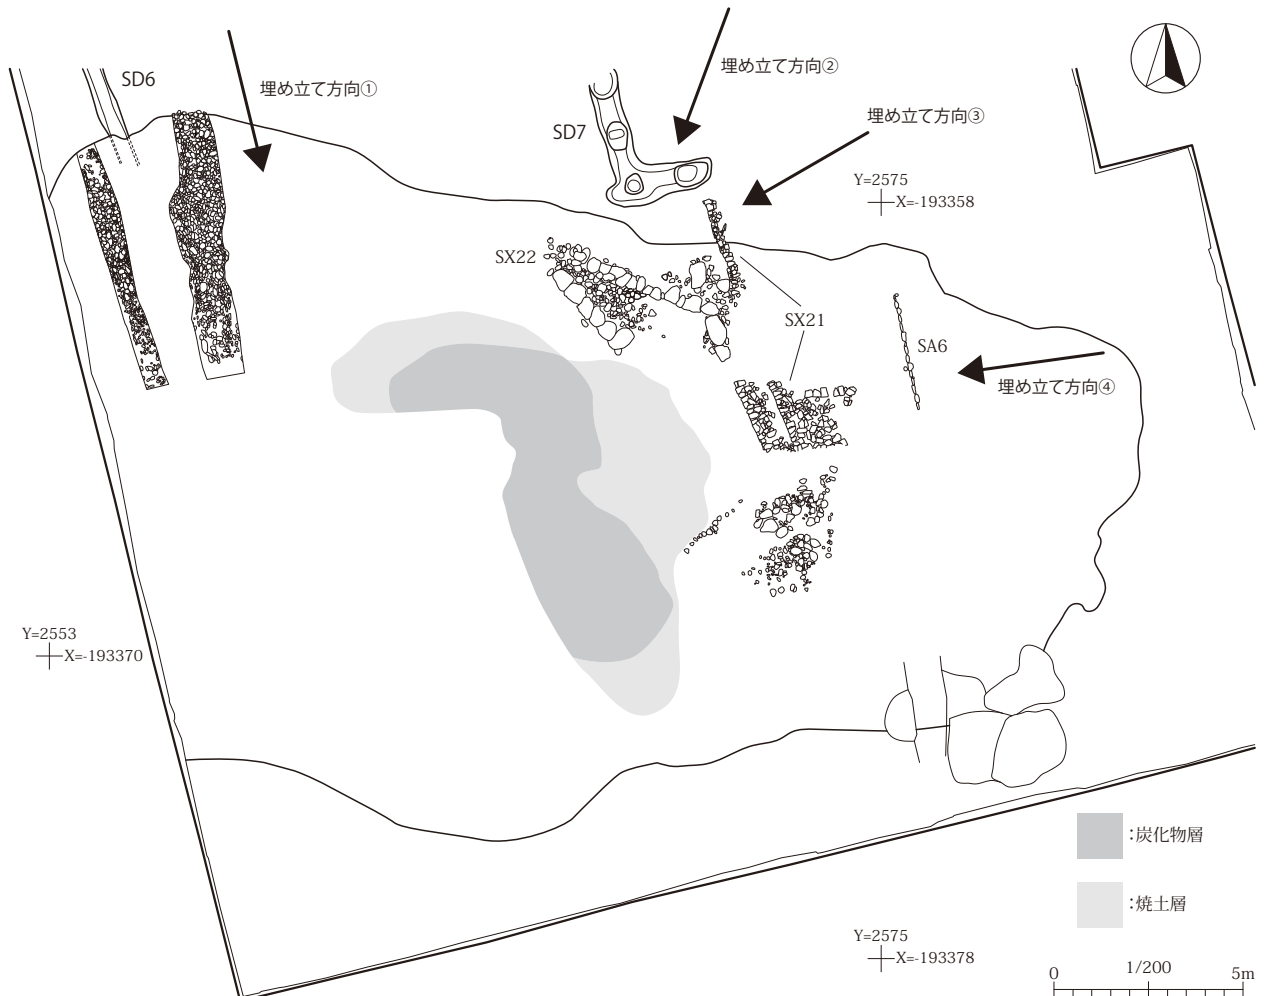 SD6
埋め立て方向①
埋め立て方向②
SD7
埋め立て方向③
Y=2575
X=-193358
SX22
SX21
SA6
埋め立て方向④
Y=2553
X=-193370
:炭化物層
:焼土層
Y=2575
X=-193378
0 1/200 5m